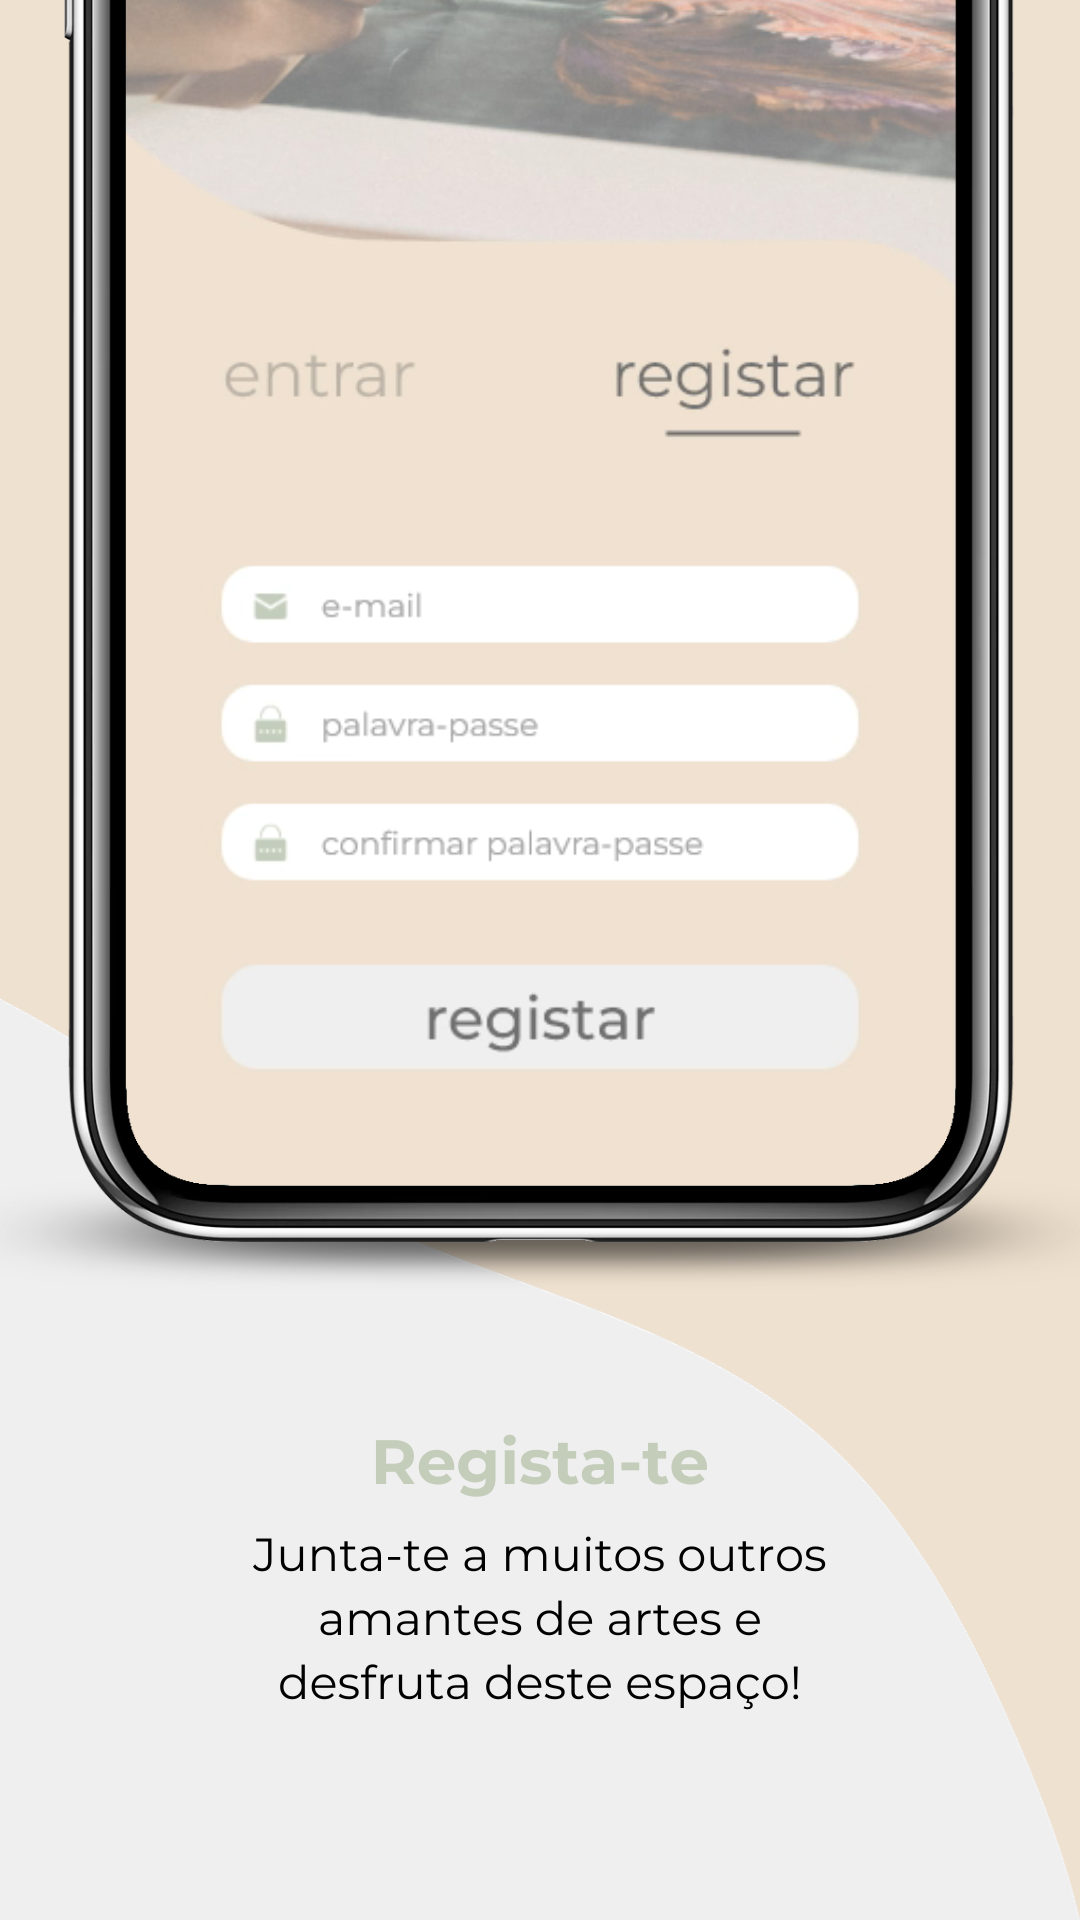 entrar registar
e-mail
palavra-passe
confirmar palavra-passe
registar
Regista-te
Junta-te a muitos outros
amantes de artes e
desfruta deste espaço!